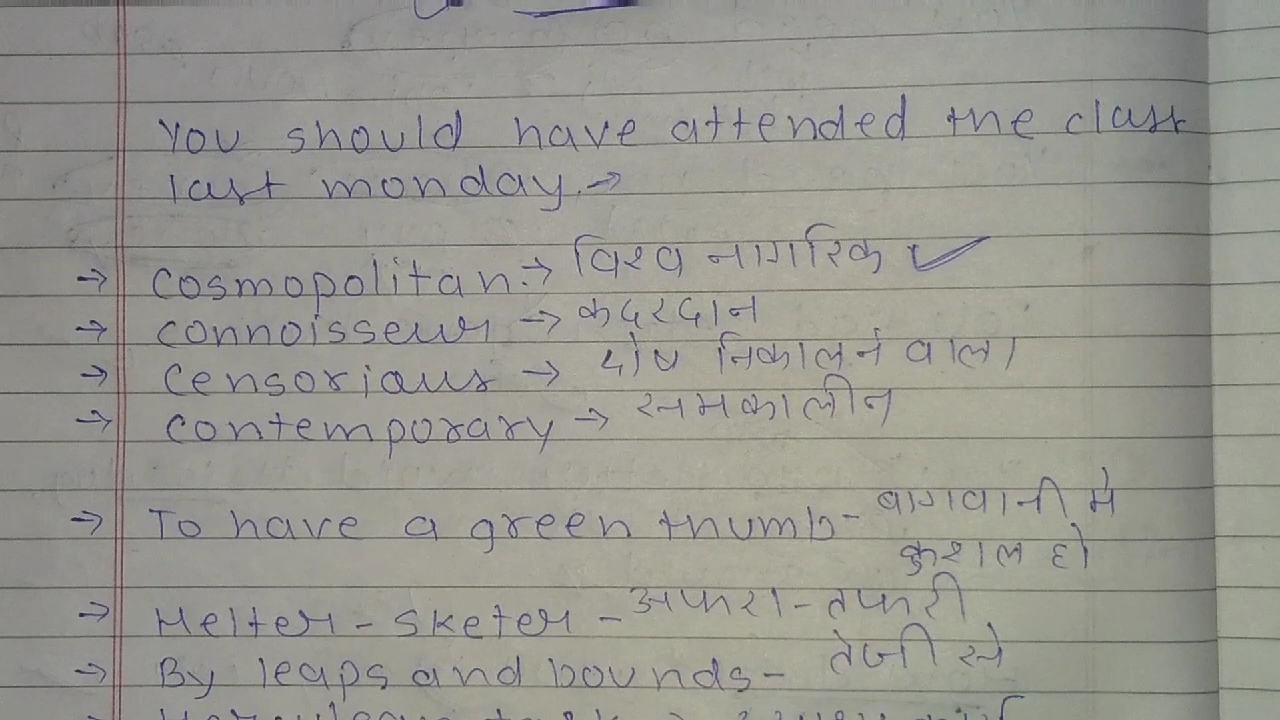 You should have attended the class
last monday. →
→ cosmopolitan. → विश्व नागरिक ✓
→ connoisseur → कदरदान
→ censorious → दोष निकालने वाला
→ contemporary → समकालीन
→ To have a green thumb - बागवानी मे
कुशल हो
→ Helter - sketer - अफरा - तफरी
→ By leaps and bounds - तेजी से